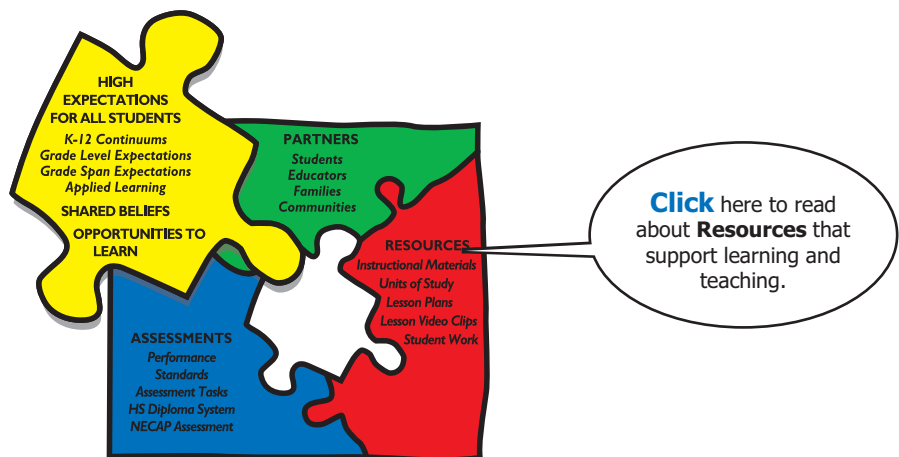 HIGH
EXPECTATIONS
FOR ALL STUDENTS
K-12 Continuums
Grade Level Expectations
Grade Span Expectations
Applied Learning
SHARED BELIEFS
OPPORTUNITIES TO
LEARN
PARTNERS
Students
Educators
Families
Communities
RESOURCES
Instructional Materials
Units of Study
Lesson Plans
Lesson Video Clips
Student Work
ASSESSMENTS
Performance
Standards
Assessment Tasks
HS Diploma System
NECAP Assessment
Click here to read
about Resources that
support learning and
teaching.